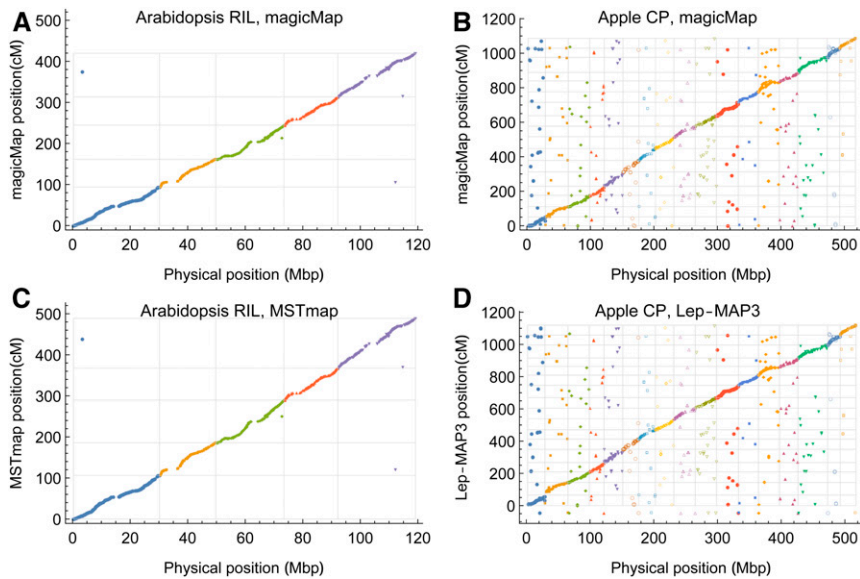 A
Arabidopsis RIL, magicMap
500
400
300
200
100
0
magicMap position(cM)
0 20 40 60 80 100 120
Physical position (Mbp)
B
Apple CP, magicMap
1200
1000
800
600
400
200
0
magicMap position(cM)
0 100 200 300 400 500
Physical position (Mbp)
C
Arabidopsis RIL, MSTmap
500
400
300
200
100
0
MSTmap position(cM)
0 20 40 60 80 100 120
Physical position (Mbp)
D
Apple CP, Lep-MAP3
1200
1000
800
600
400
200
0
Lep-MAP3 position(cM)
0 100 200 300 400 500
Physical position (Mbp)